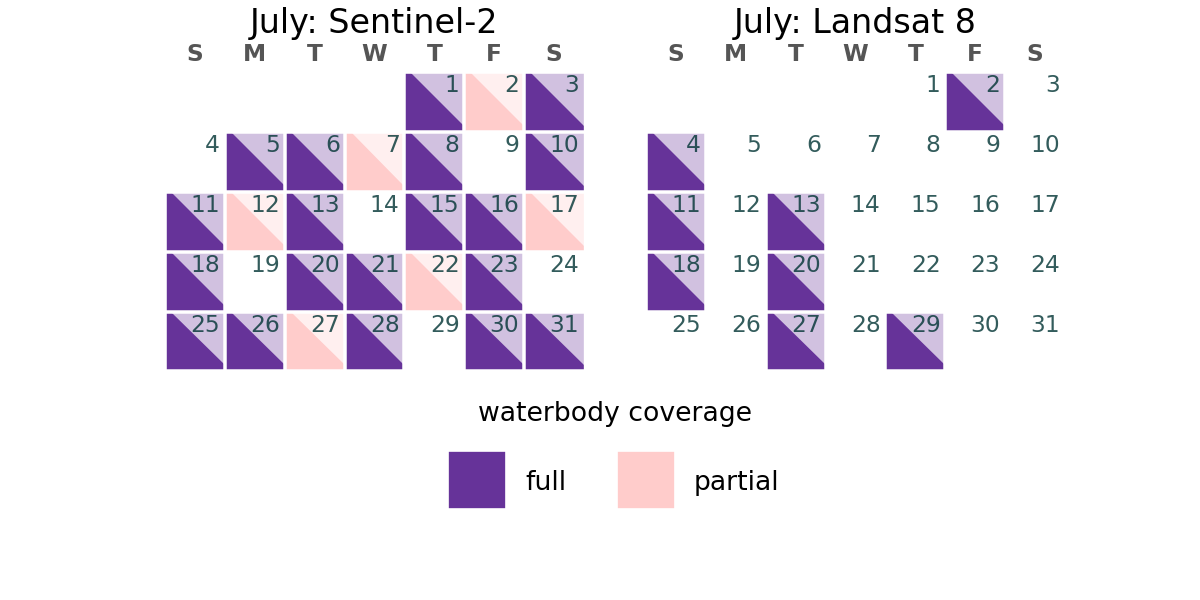 July: Sentinel-2
S M T W T F S
1 2 3
4 5 6 7 8 9 10
11 12 13 14 15 16 17
18 19 20 21 22 23 24
25 26 27 28 29 30 31
July: Landsat 8
S M T W T F S
1 2 3
4 5 6 7 8 9 10
11 12 13 14 15 16 17
18 19 20 21 22 23 24
25 26 27 28 29 30 31
waterbody coverage
full partial